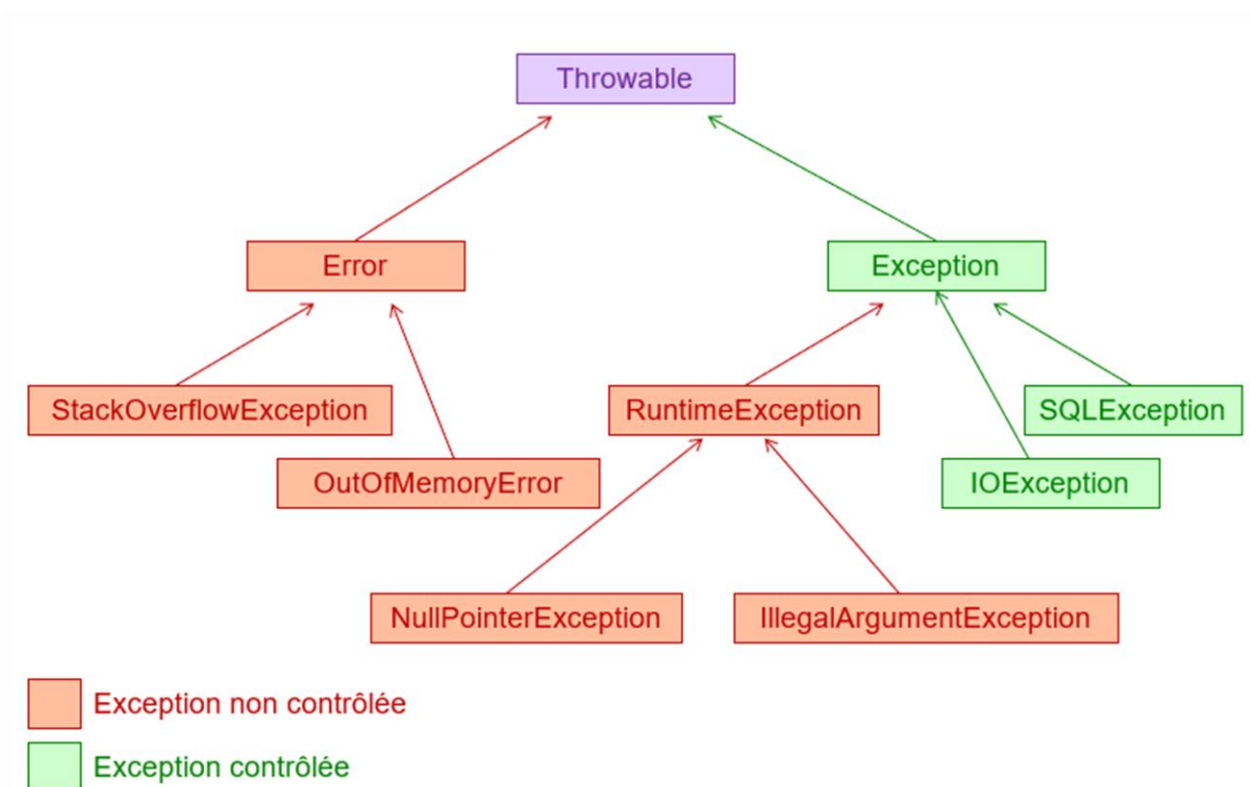 Throwable
Error
Exception
StackOverflowException
RuntimeException
SQLException
OutOfMemoryError
IOException
NullPointerException
IllegalArgumentException
Exception non contrôlée
Exception contrôlée